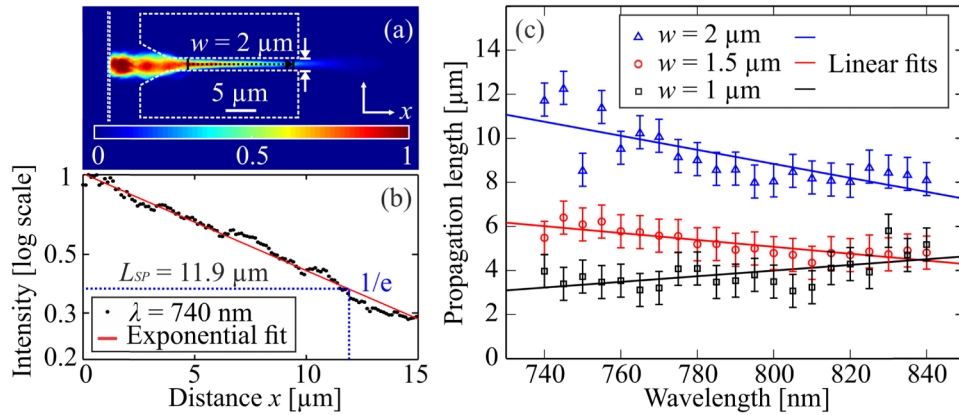 (a)
w = 2 µm
5 µm
x
0 0.5 1
(b)
Intensity [log scale]
1
0.5
0.3
0.2
L_SP = 11.9 µm
1/e
λ = 740 nm
Exponential fit
0 5 10 15
Distance x [µm]
(c)
Propagation length [µm]
16
14
12
10
8
6
4
2
0
w = 2 µm
w = 1.5 µm
w = 1 µm
Linear fits
740 760 780 800 820 840
Wavelength [nm]